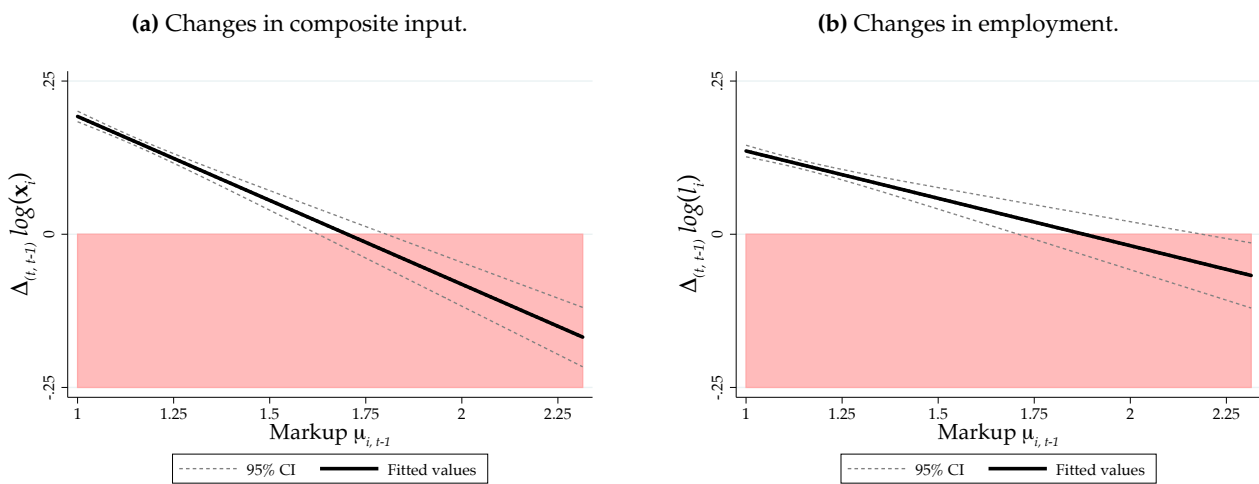 (a) Changes in composite input.
.25
0
-.25
Δ(t, t-1) log(xᵢ)
1
1.25
1.5
1.75
2
2.25
Markup μi, t-1
95% CI
Fitted values
(b) Changes in employment.
.25
0
-.25
Δ(t, t-1) log(lᵢ)
1
1.25
1.5
1.75
2
2.25
Markup μi, t-1
95% CI
Fitted values